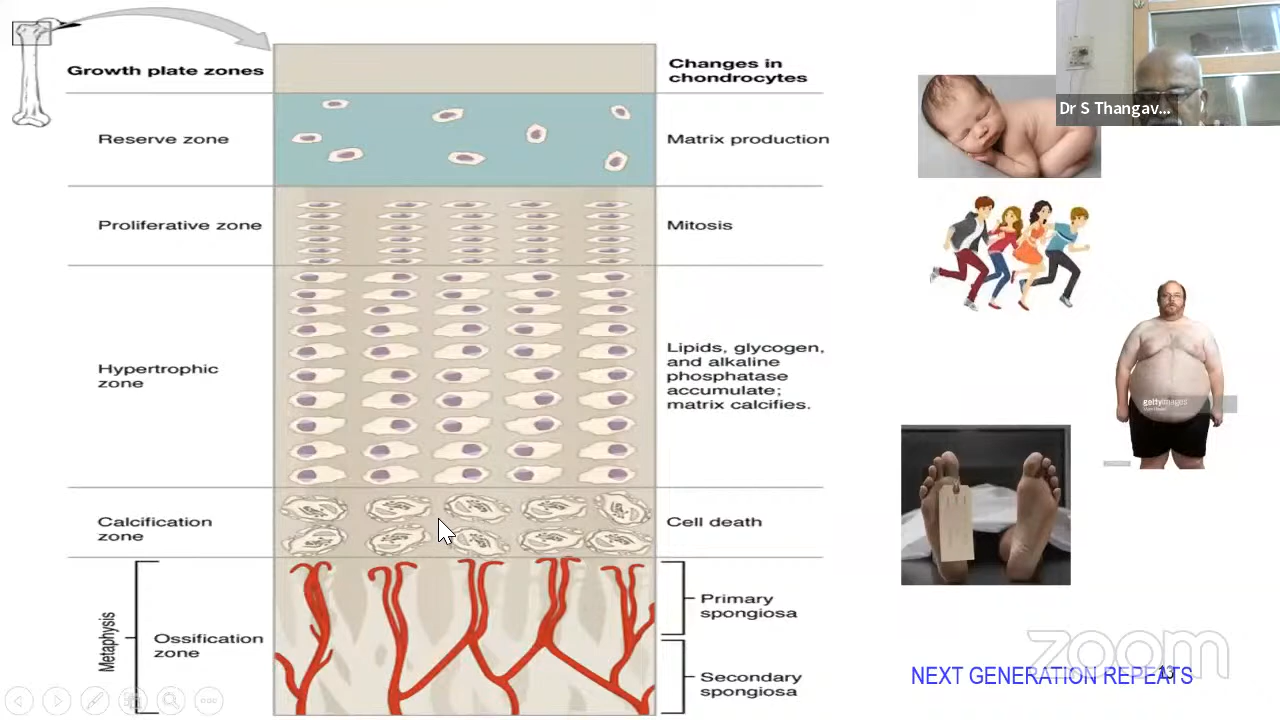 Growth plate zones
Changes in
chondrocytes
Dr S Thangav...
Reserve zone
Matrix production
Proliferative zone
Mitosis
Hypertrophic
zone
Lipids, glycogen,
and alkaline
phosphatase
accumulate;
matrix calcifies.
gettyimages
Calcification
zone
Cell death
Metaphysis
Ossification
zone
Primary
spongiosa
Secondary
spongiosa
zoom
NEXT GENERATION REPEATS
13